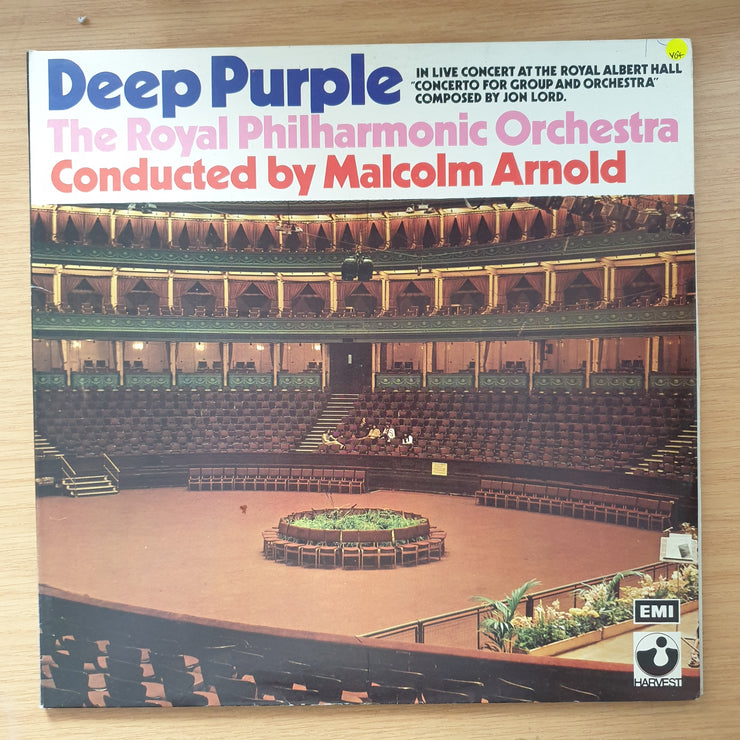 Deep Purple
IN LIVE CONCERT AT THE ROYAL ALBERT HALL
"CONCERTO FOR GROUP AND ORCHESTRA"
COMPOSED BY JON LORD.
The Royal Philharmonic Orchestra
Conducted by Malcolm Arnold
VG+
EMI
HARVEST